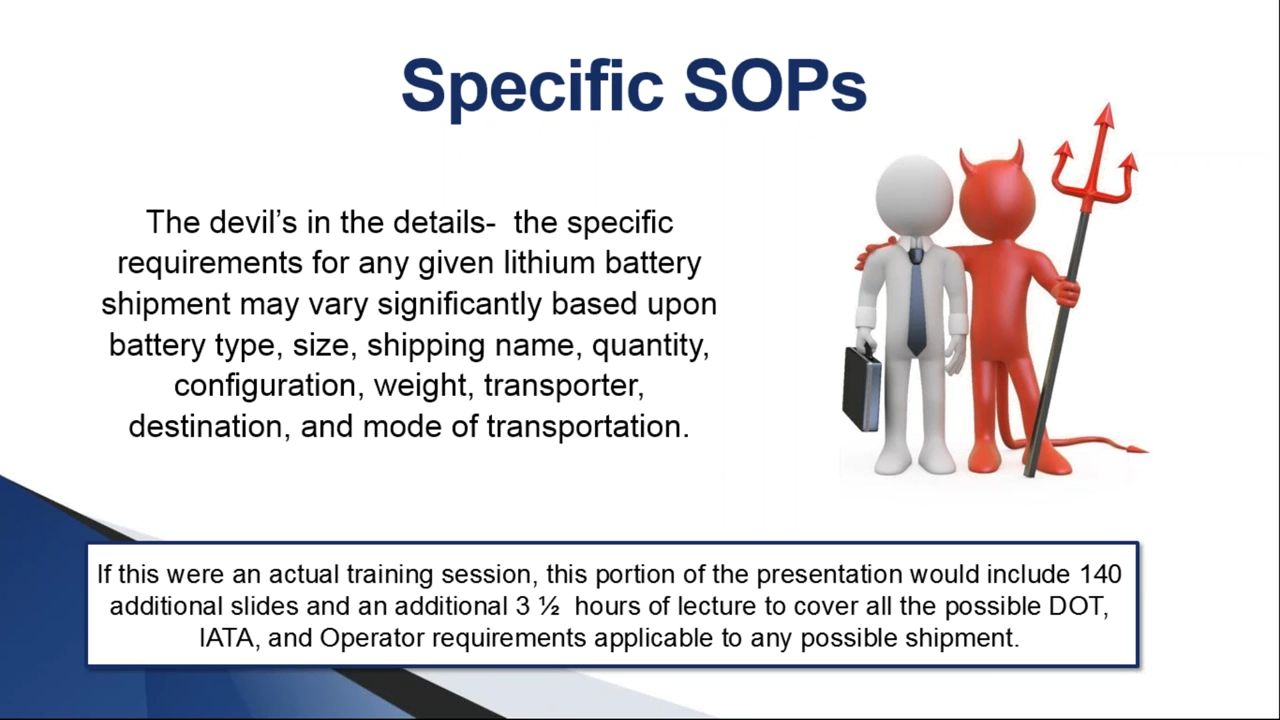 Specific SOPs
The devil’s in the details-  the specific
requirements for any given lithium battery
shipment may vary significantly based upon
battery type, size, shipping name, quantity,
configuration, weight, transporter,
destination, and mode of transportation.
If this were an actual training session, this portion of the presentation would include 140
additional slides and an additional 3 ½  hours of lecture to cover all the possible DOT,
IATA, and Operator requirements applicable to any possible shipment.